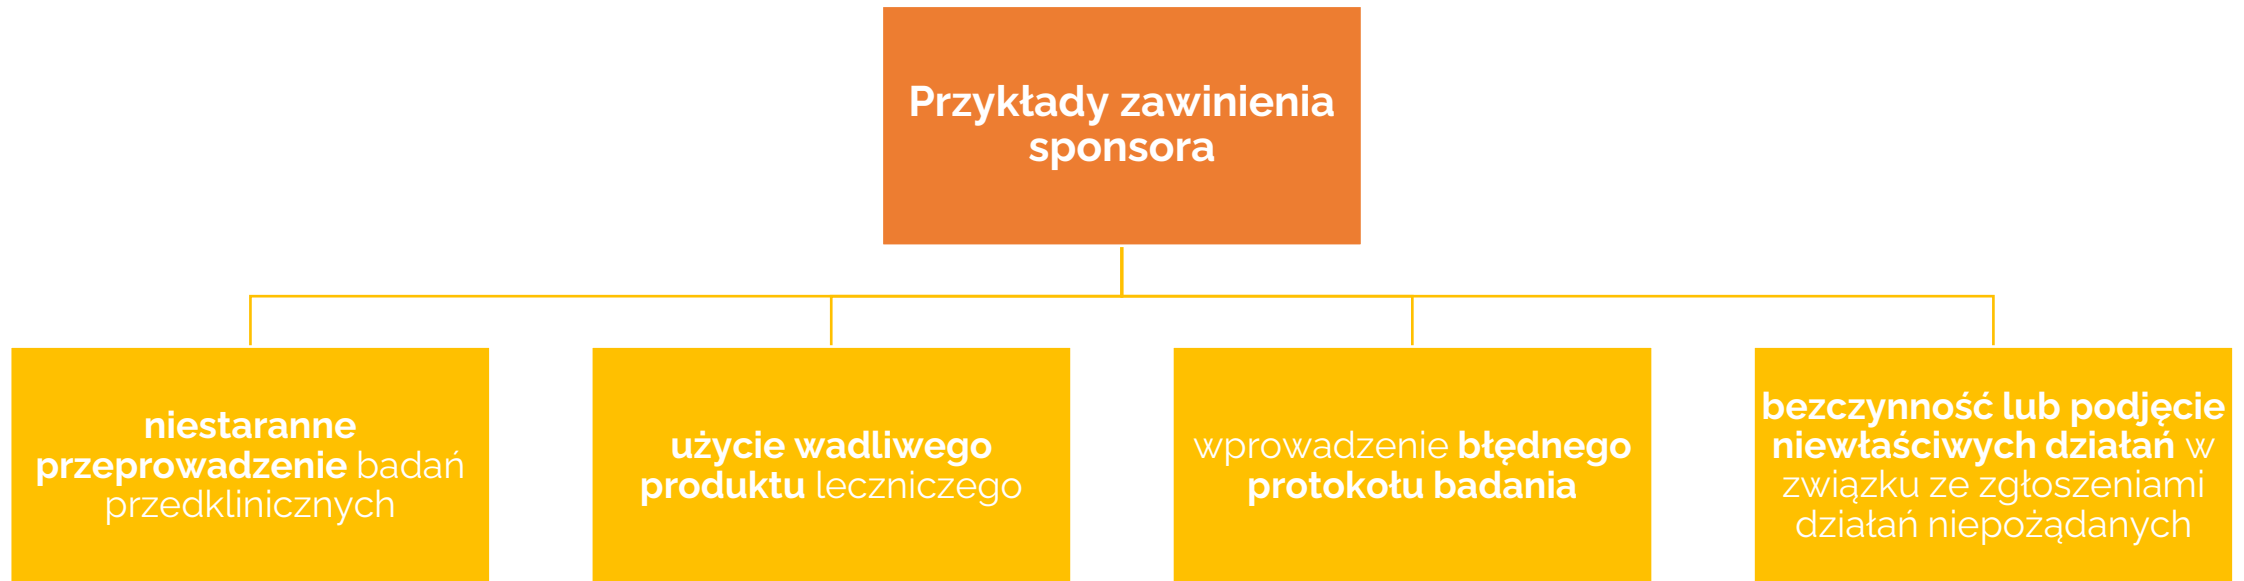 Przykłady zawinienia
sponsora
niestaranne
przeprowadzenie badań
przedklinicznych
użycie wadliwego
produktu leczniczego
wprowadzenie błędnego
protokołu badania
bezczynność lub podjęcie
niewłaściwych działań w
związku ze zgłoszeniami
działań niepożądanych